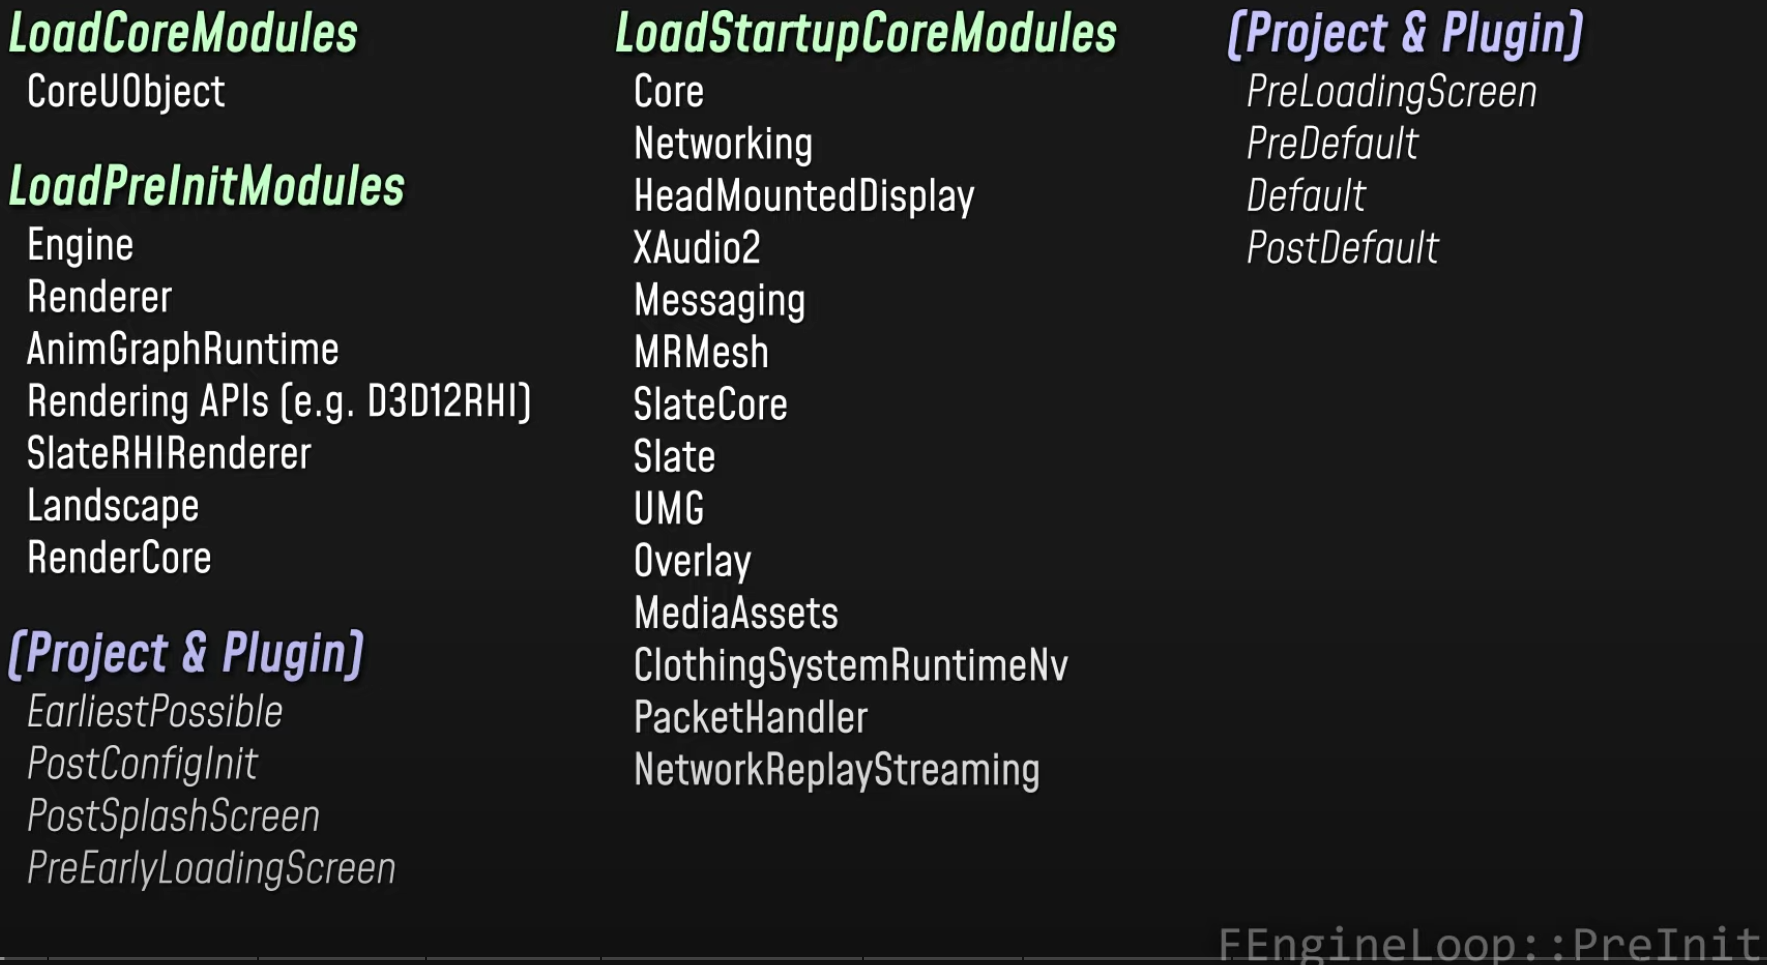 LoadCoreModules
CoreUObject
LoadPreInitModules
Engine
Renderer
AnimGraphRuntime
Rendering APIs (e.g. D3D12RHI)
SlateRHIRenderer
Landscape
RenderCore
(Project & Plugin)
EarliestPossible
PostConfigInit
PostSplashScreen
PreEarlyLoadingScreen
LoadStartupCoreModules
Core
Networking
HeadMountedDisplay
XAudio2
Messaging
MRMesh
SlateCore
Slate
UMG
Overlay
MediaAssets
ClothingSystemRuntimeNv
PacketHandler
NetworkReplayStreaming
(Project & Plugin)
PreLoadingScreen
PreDefault
Default
PostDefault
FEngineLoop::PreInit